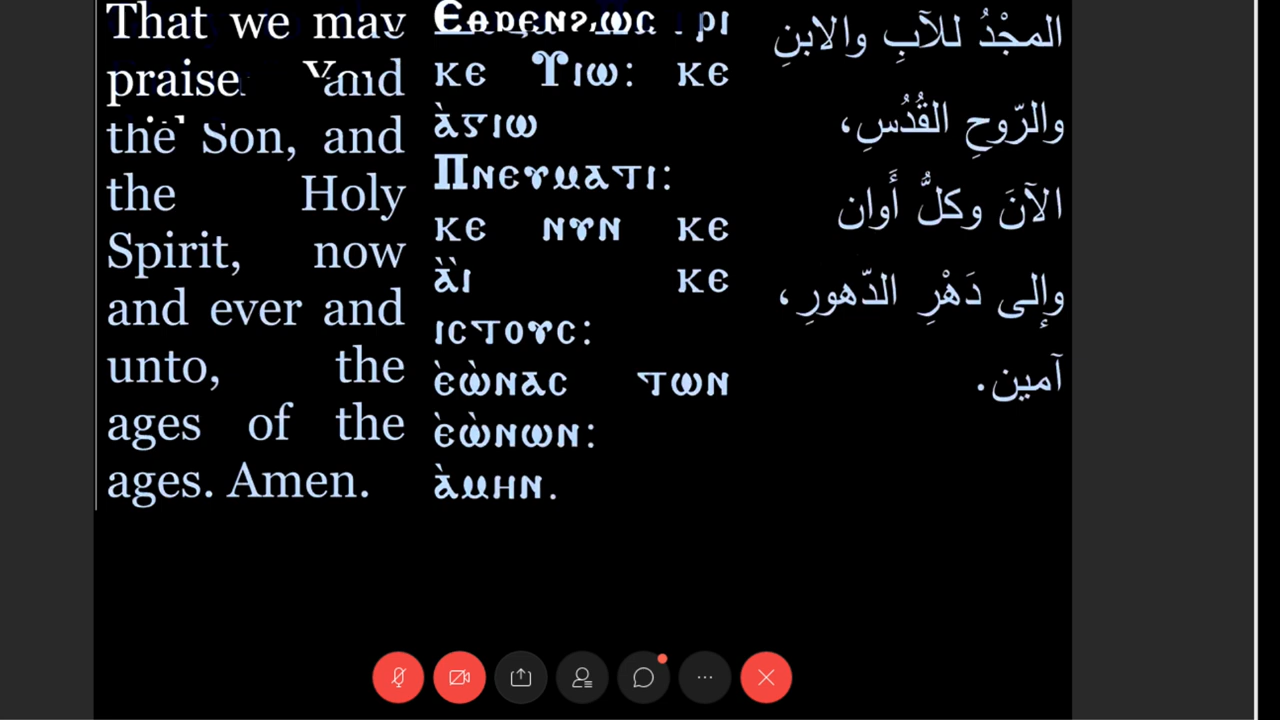 That we may
praise and
the Son, and
the Holy
Spirit, now
and ever and
unto, the
ages of the
ages. Amen.
ⲕⲉ Ⲩⲓⲱ: ⲕⲉ
ⲁ̀ⲅⲓⲱ
Ⲡⲛⲉⲩⲙⲁⲧⲓ:
ⲕⲉ ⲛⲩⲛ ⲕⲉ
ⲁ̀ⲓ̀ ⲕⲉ
ⲓⲥⲧⲟⲩⲥ:
ⲉ̀ⲱ̀ⲛⲁⲥ ⲧⲱⲛ
ⲉ̀ⲱ̀ⲛⲱⲛ:
ⲁ̀ⲙⲏⲛ.
المجْدُ للآبِ والابنِ
والرّوحِ القُدُسِ،
الآنَ وكلُّ أَوان
وإلى دَهْرِ الدّهورِ،
آمين.